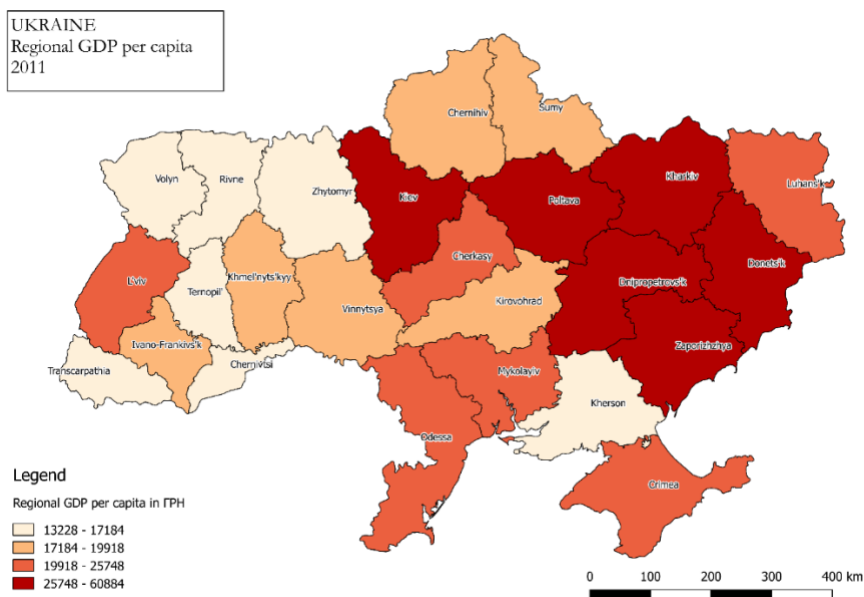 UKRAINE
Regional GDP per capita
2011
Chernihiv
Sumy
Volyn
Rivne
Zhytomyr
Kiev
Poltava
Kharkiv
Luhans'k
L'viv
Ternopil'
Khmel'nyts'kyy
Vinnytsya
Cherkasy
Kirovohrad
Dnipropetrovs'k
Donets'k
Ivano-Frankivs'k
Transcarpathia
Chernivtsi
Zaporizhzhya
Mykolayiv
Kherson
Odessa
Crimea
Legend
Regional GDP per capita in ГРН
13228 - 17184
17184 - 19918
19918 - 25748
25748 - 60884
0 100 200 300 400 km